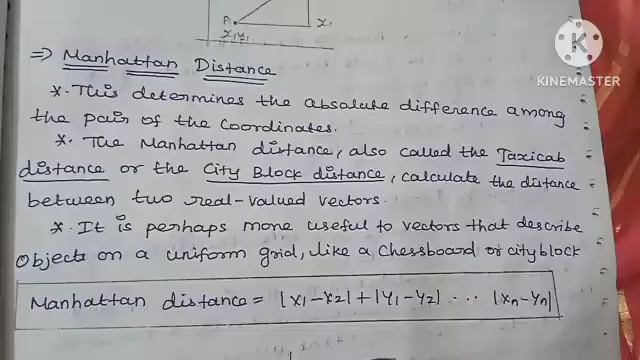 A
x₁y₁
x₁
K
KINEMASTER
⇒ Manhattan Distance
*. This determines the absolute difference among
the pair of the coordinates.
*. The Manhattan distance, also called the Taxicab
distance or the City Block distance, calculate the distance
between two real-valued vectors.
*. It is perhaps more useful to vectors that describe
Objects on a uniform grid, like a chessboard or city block
Manhattan distance = |x₁-x₂| + |y₁-y₂| ... |xn-yn|